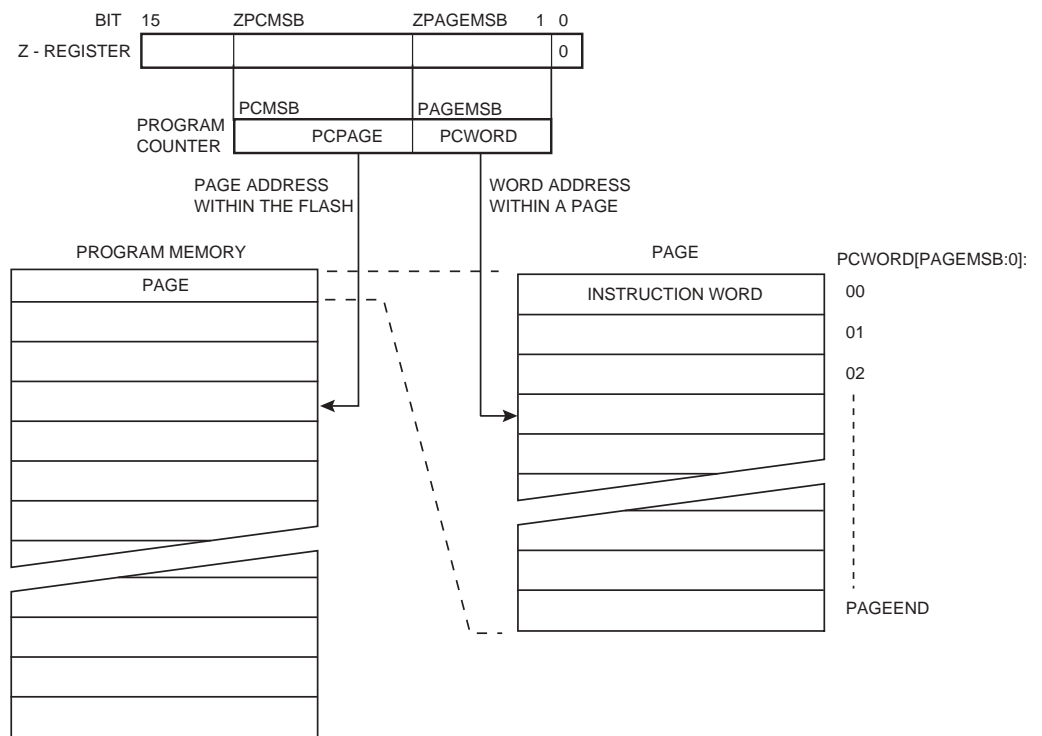 BIT 15 ZPCMSB ZPAGEMSB 1 0
Z - REGISTER 0
PCMSB PAGEMSB
PROGRAM
COUNTER
PCPAGE PCWORD
PAGE ADDRESS
WITHIN THE FLASH
WORD ADDRESS
WITHIN A PAGE
PROGRAM MEMORY
PAGE
PAGE
PCWORD[PAGEMSB:0]:
INSTRUCTION WORD
00
01
02
PAGEEND